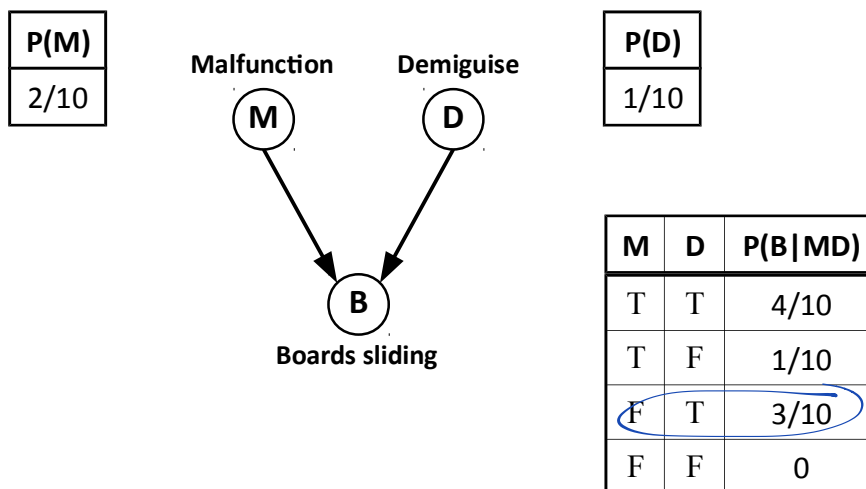 P(M)
2/10
Malfunction
Demiguise
P(D)
1/10
M
D
B
Boards sliding
M D P(B|MD)
T T 4/10
T F 1/10
F T 3/10
F F 0